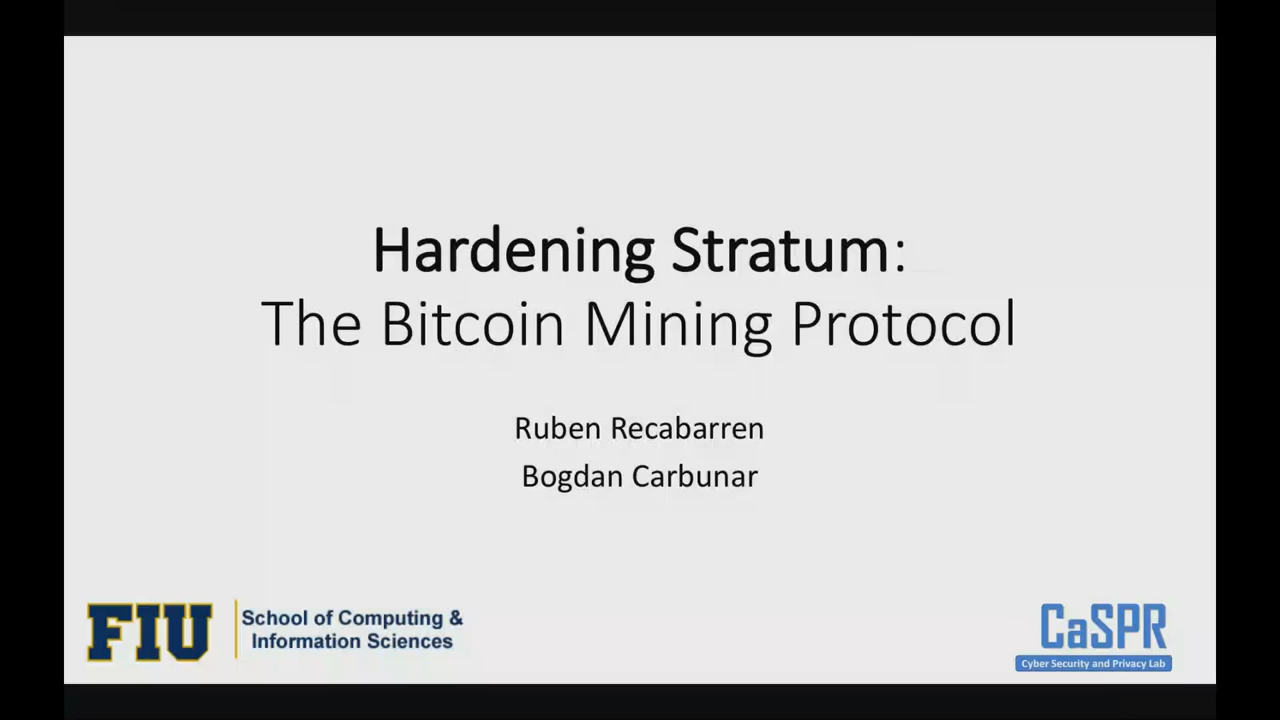 Hardening Stratum:
The Bitcoin Mining Protocol
Ruben Recabarren
Bogdan Carbunar
FIU
School of Computing &
Information Sciences
CaSPR
Cyber Security and Privacy Lab